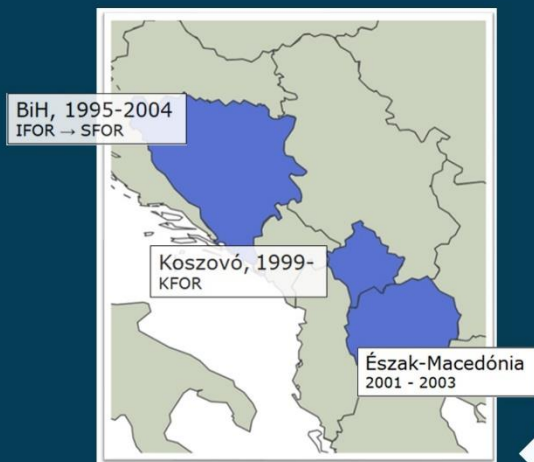 BiH, 1995-2004
IFOR → SFOR
Koszovó, 1999-
KFOR
Észak-Macedónia
2001 - 2003